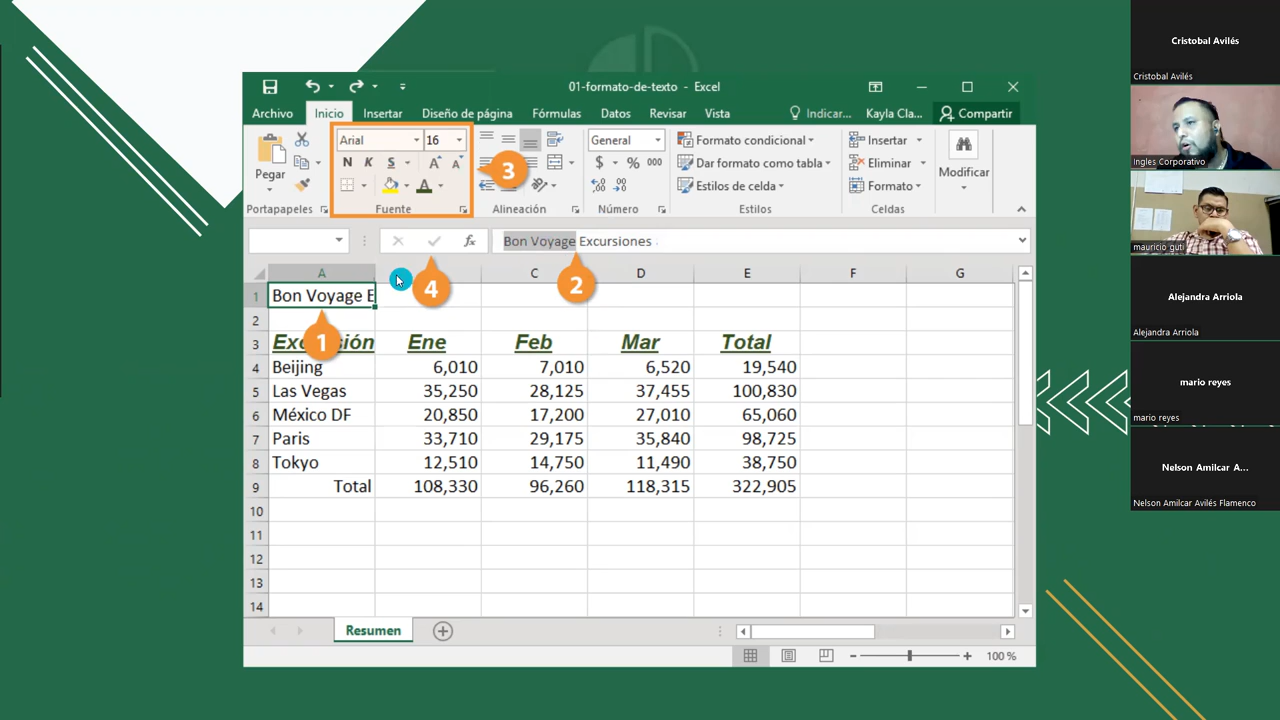 01-formato-de-texto - Excel
Archivo Inicio Insertar Diseño de página Fórmulas Datos Revisar Vista Indicar... Kayla Cla... Compartir
Arial 16
General
Formato condicional
Insertar
Pegar
N K S
$ % 000
Dar formato como tabla
Eliminar
Modificar
3
A
Estilos de celda
Formato
Portapapeles Fuente Alineación Número Estilos Celdas
fx Bon Voyage Excursiones
4
2
A C D E F G
1 Bon Voyage E
2
1
3 Ene Feb Mar Total
4 Beijing 6,010 7,010 6,520 19,540
5 Las Vegas 35,250 28,125 37,455 100,830
6 México DF 20,850 17,200 27,010 65,060
7 Paris 33,710 29,175 35,840 98,725
8 Tokyo 12,510 14,750 11,490 38,750
9 Total 108,330 96,260 118,315 322,905
10
11
12
13
14
Resumen
100 %
Cristobal Avilés
Cristobal Avilés
Ingles Corporativo
mauricio guti
Alejandra Arriola
Alejandra Arriola
mario reyes
mario reyes
Nelson Amilcar A...
Nelson Amilcar Avilés Flamenco